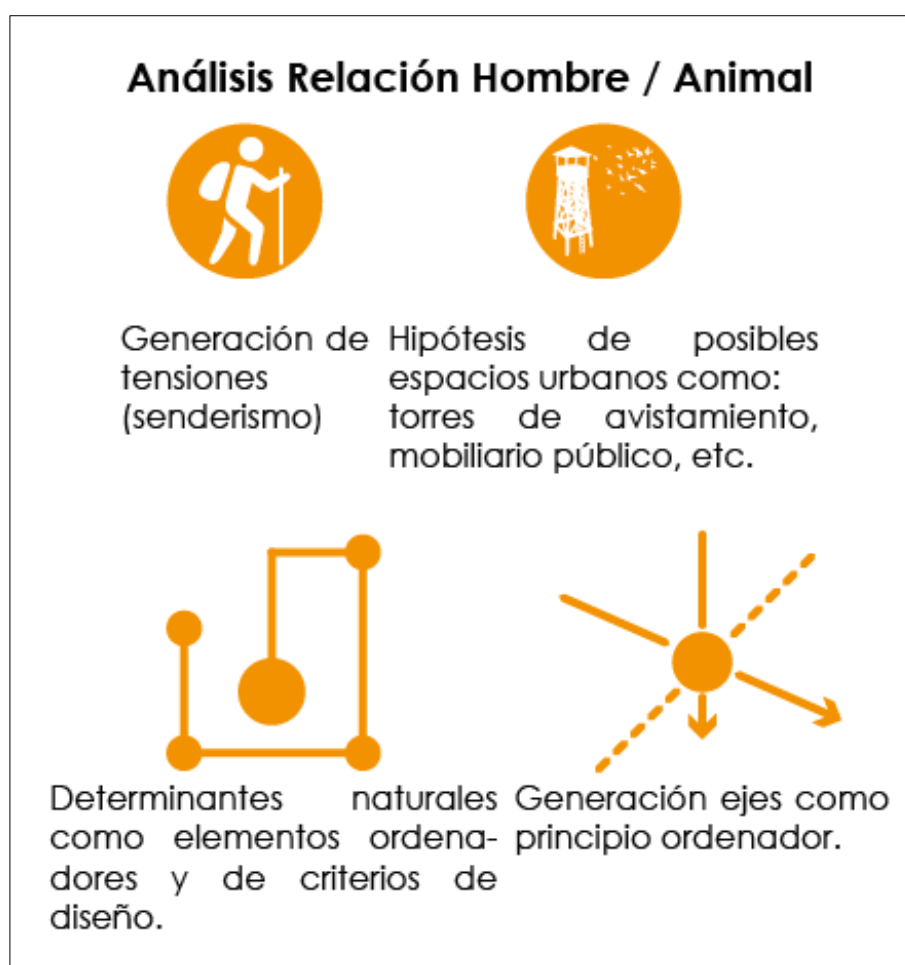 Análisis Relación Hombre / Animal
Generación de
tensiones
(senderismo)
Hipótesis de posibles
espacios urbanos como:
torres de avistamiento,
mobiliario público, etc.
Determinantes naturales
como elementos ordena-
dores y de criterios de
diseño.
Generación ejes como
principio ordenador.